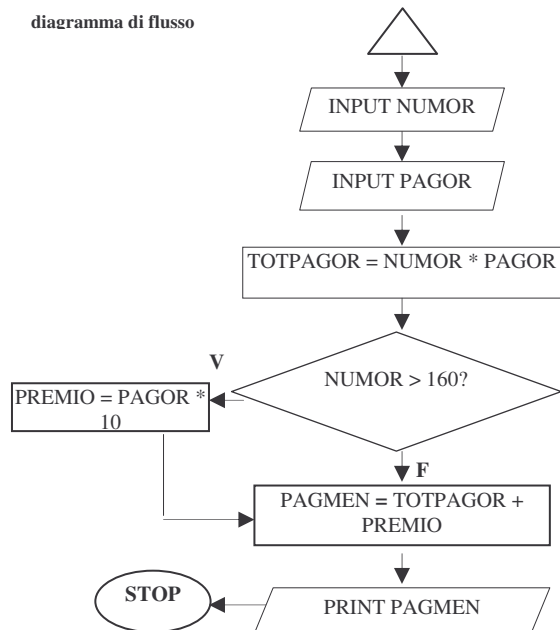 diagramma di flusso
INPUT NUMOR
INPUT PAGOR
TOTPAGOR = NUMOR * PAGOR
NUMOR > 160?
V
PREMIO = PAGOR *
10
F
PAGMEN = TOTPAGOR +
PREMIO
PRINT PAGMEN
STOP